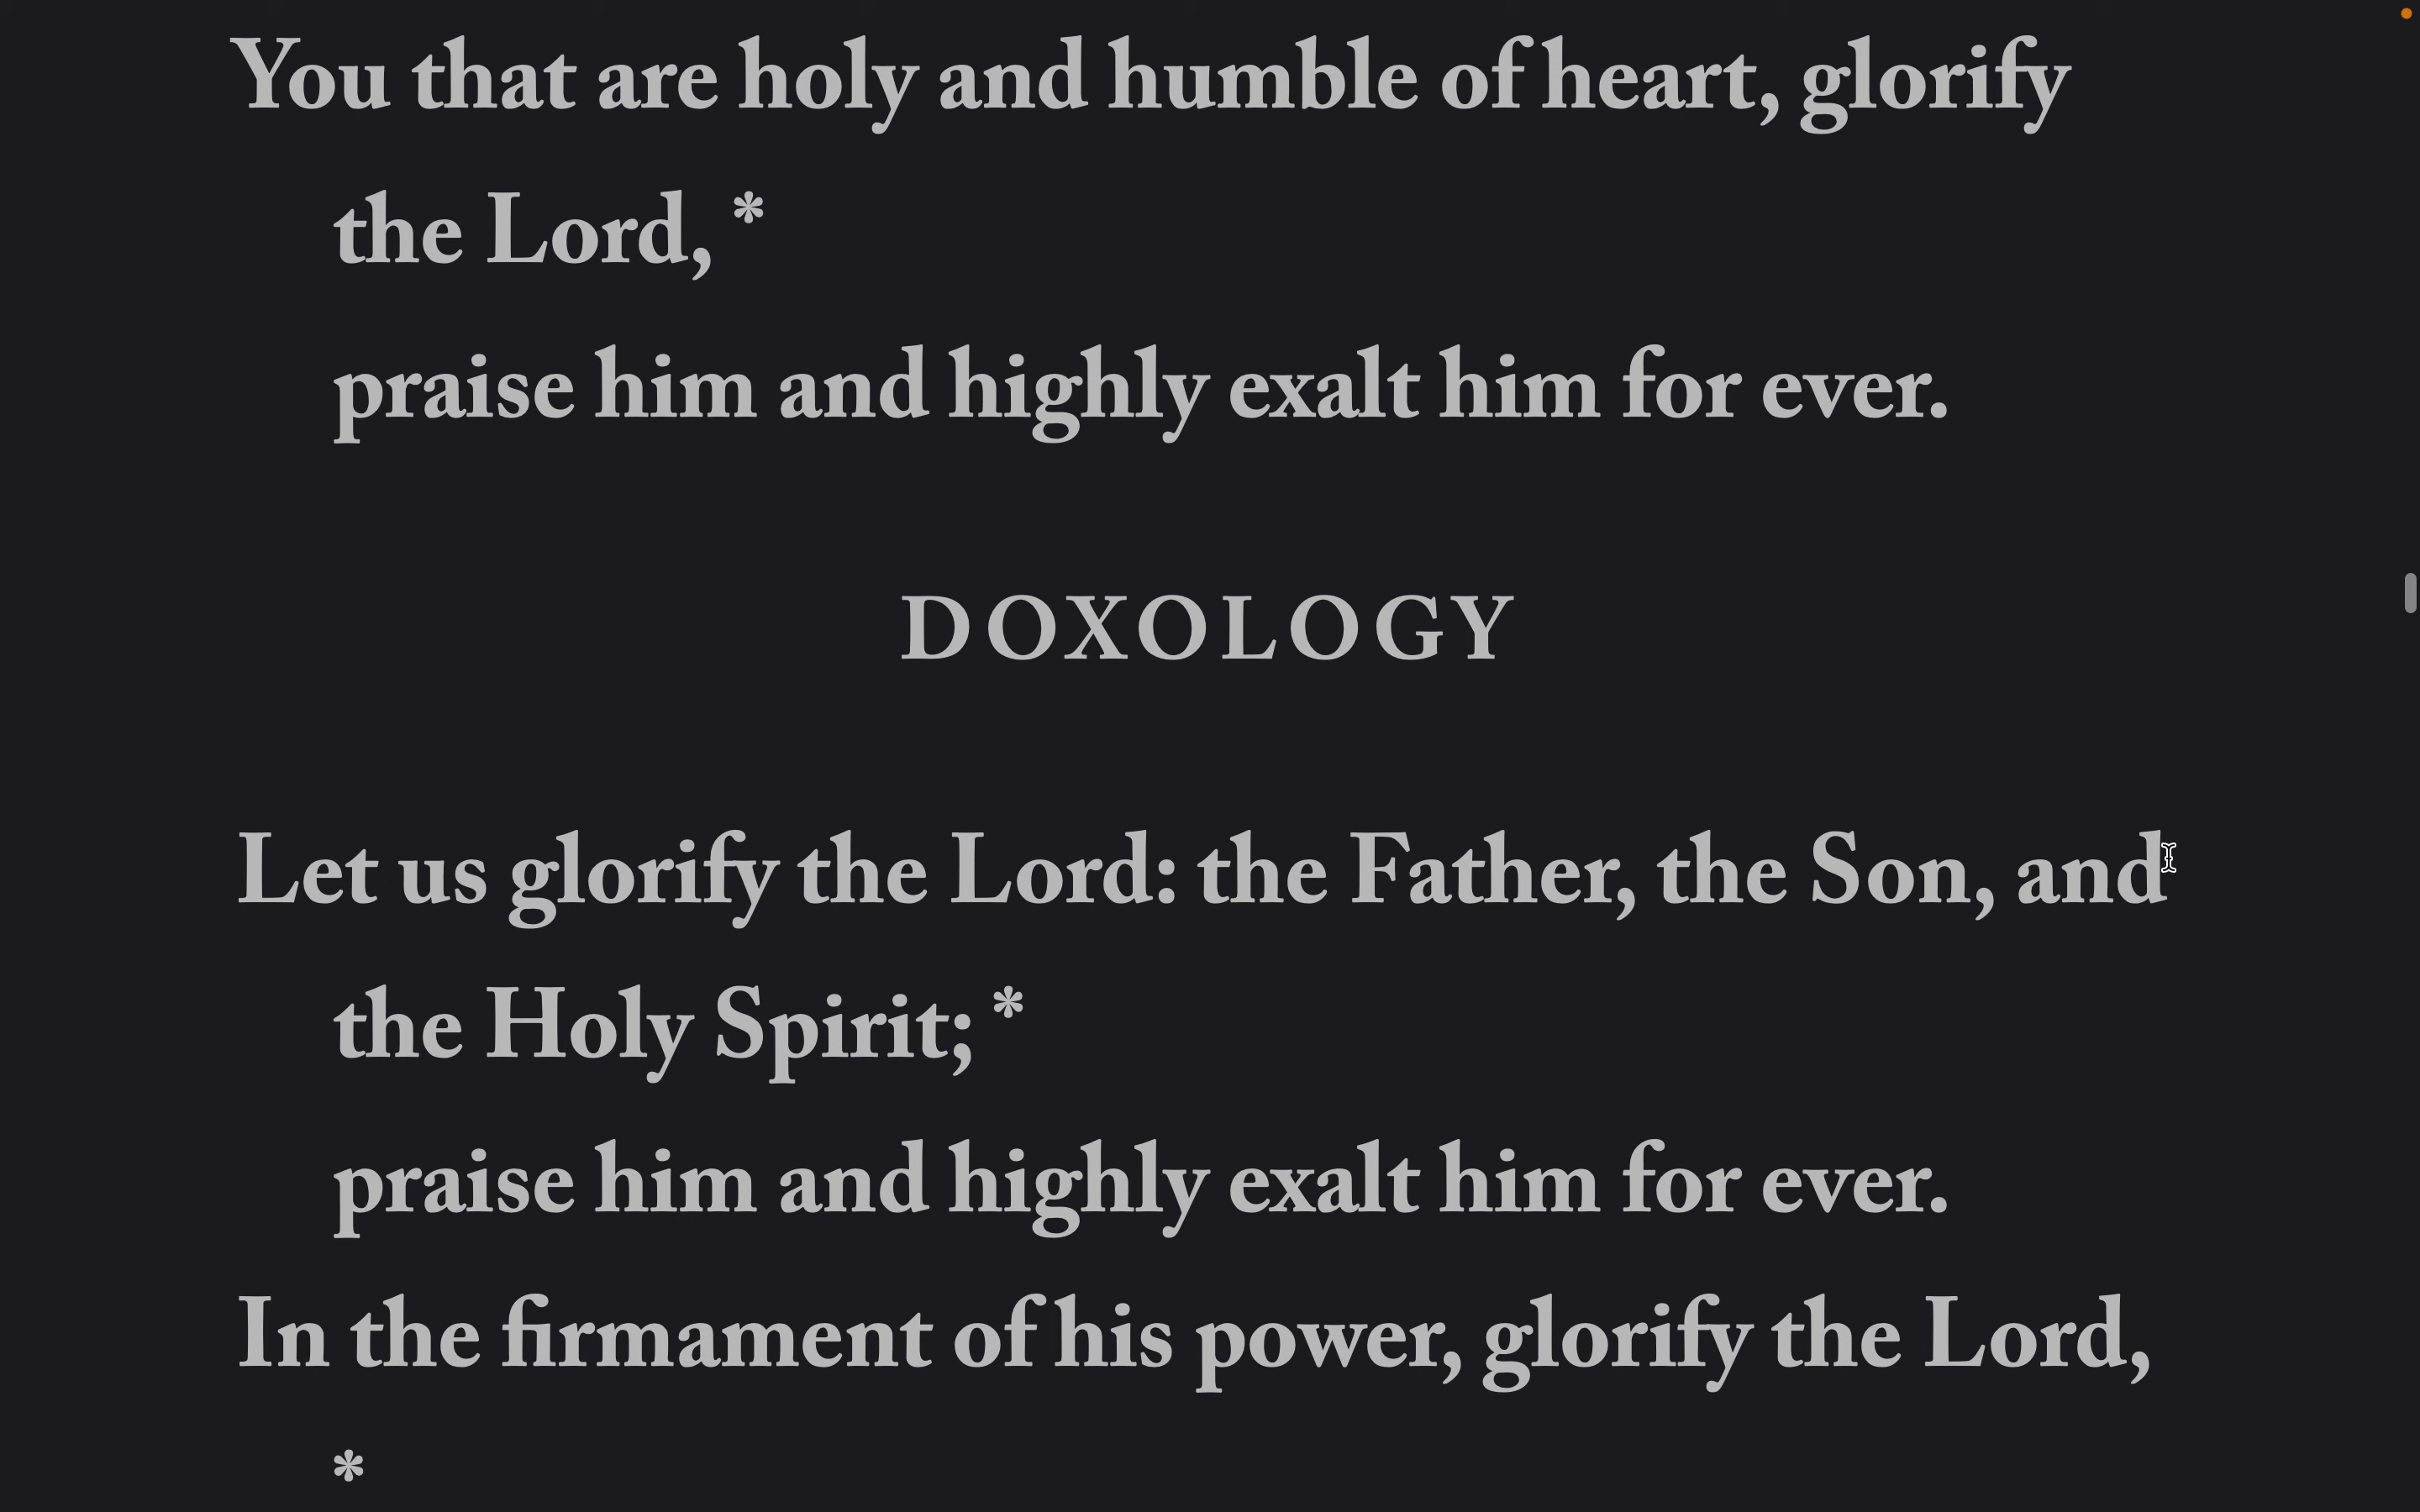 You that are holy and humble of heart, glorify
the Lord, *
praise him and highly exalt him for ever.
DOXOLOGY
Let us glorify the Lord: the Father, the Son, and
the Holy Spirit; *
praise him and highly exalt him for ever.
In the firmament of his power, glorify the Lord,
*